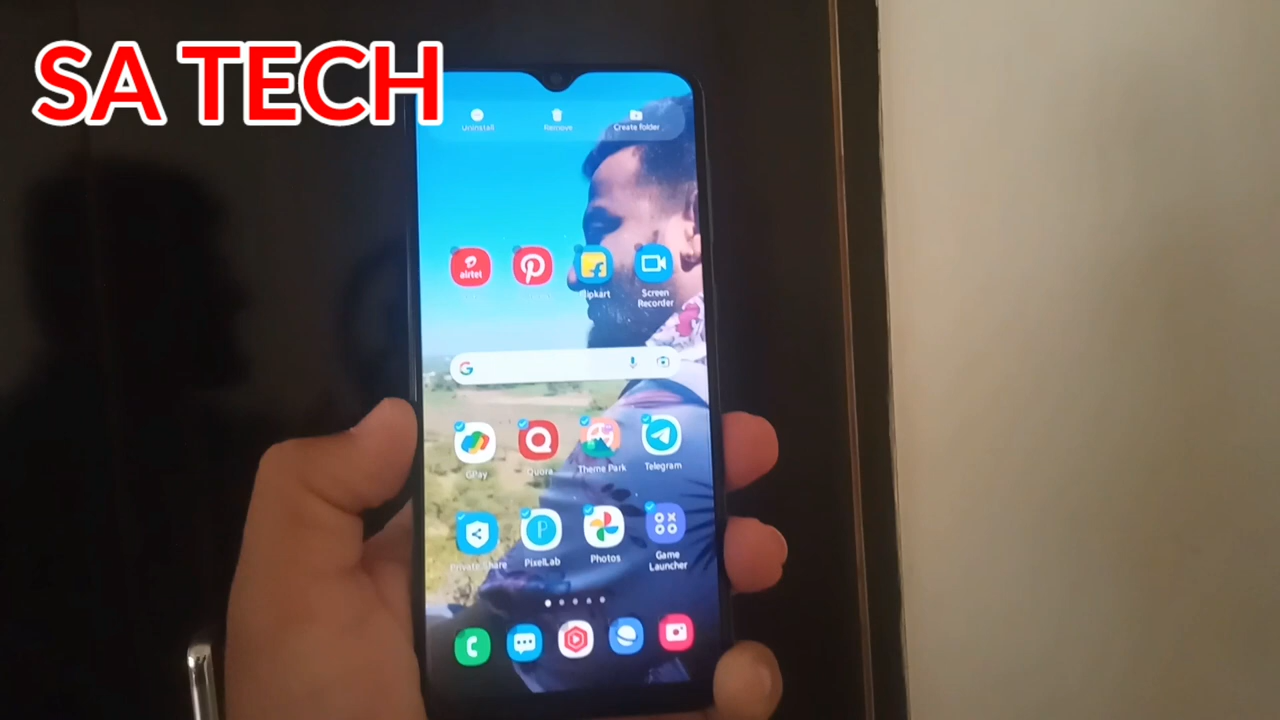 SA TECH
Uninstall
Remove
Create folder
airtel
lipkart
Screen
Recorder
GPay
Quora
Theme Park
Telegram
Private Share
PixelLab
Photos
Game
Launcher